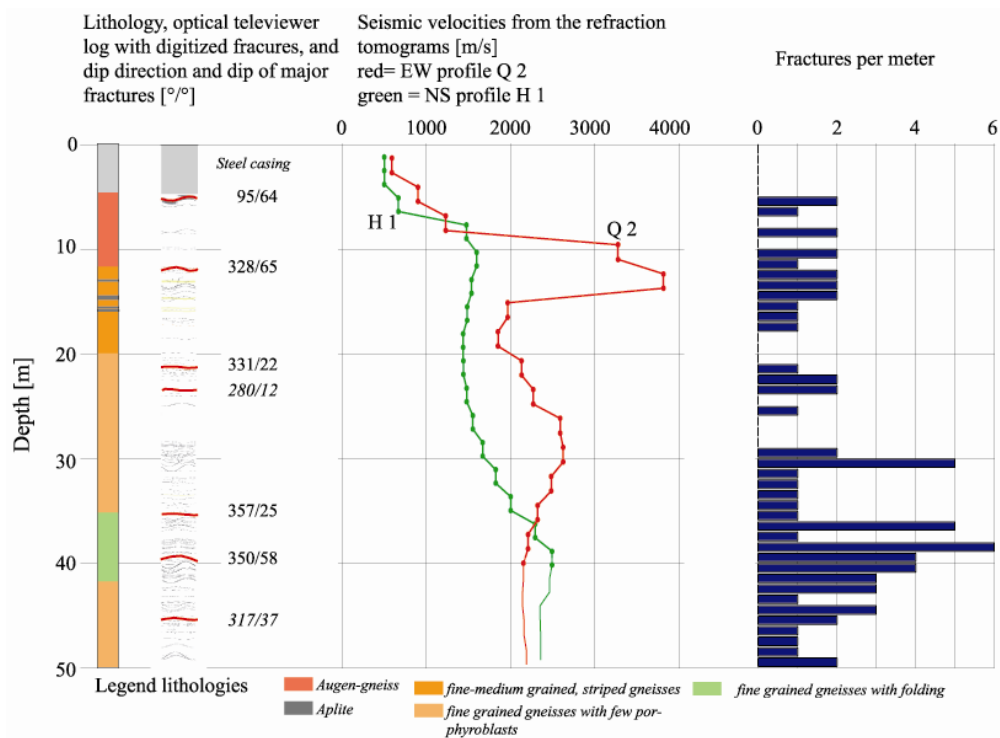 Lithology, optical televiewer
log with digitized fracures, and
dip direction and dip of major
fractures [°/°]
Seismic velocities from the refraction
tomograms [m/s]
red= EW profile Q 2
green = NS profile H 1
Fractures per meter
0 1000 2000 3000 4000
0 2 4 6
0
Steel casing
95/64
H 1
Q 2
10
328/65
20
331/22
280/12
Depth [m]
30
357/25
350/58
40
317/37
50
Legend lithologies
Augen-gneiss
fine-medium grained, striped gneisses
fine grained gneisses with folding
Aplite
fine grained gneisses with few por-
phyroblasts